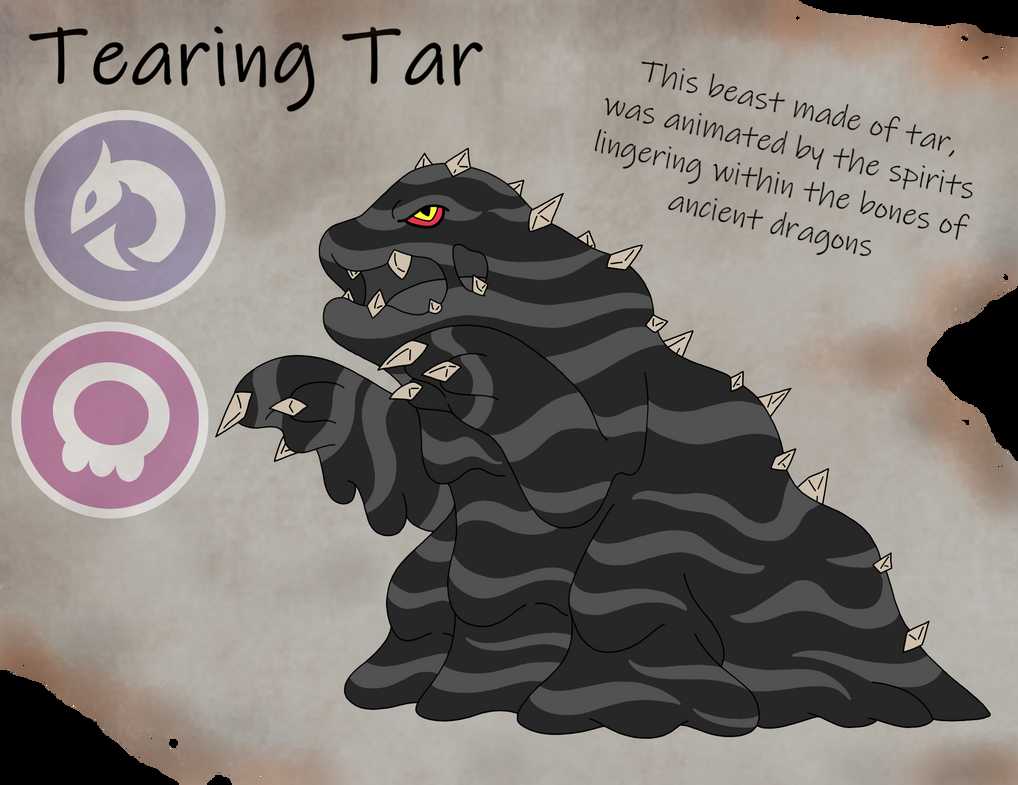 Tearing Tar
This beast made of tar,
was animated by the spirits
lingering within the bones of
ancient dragons